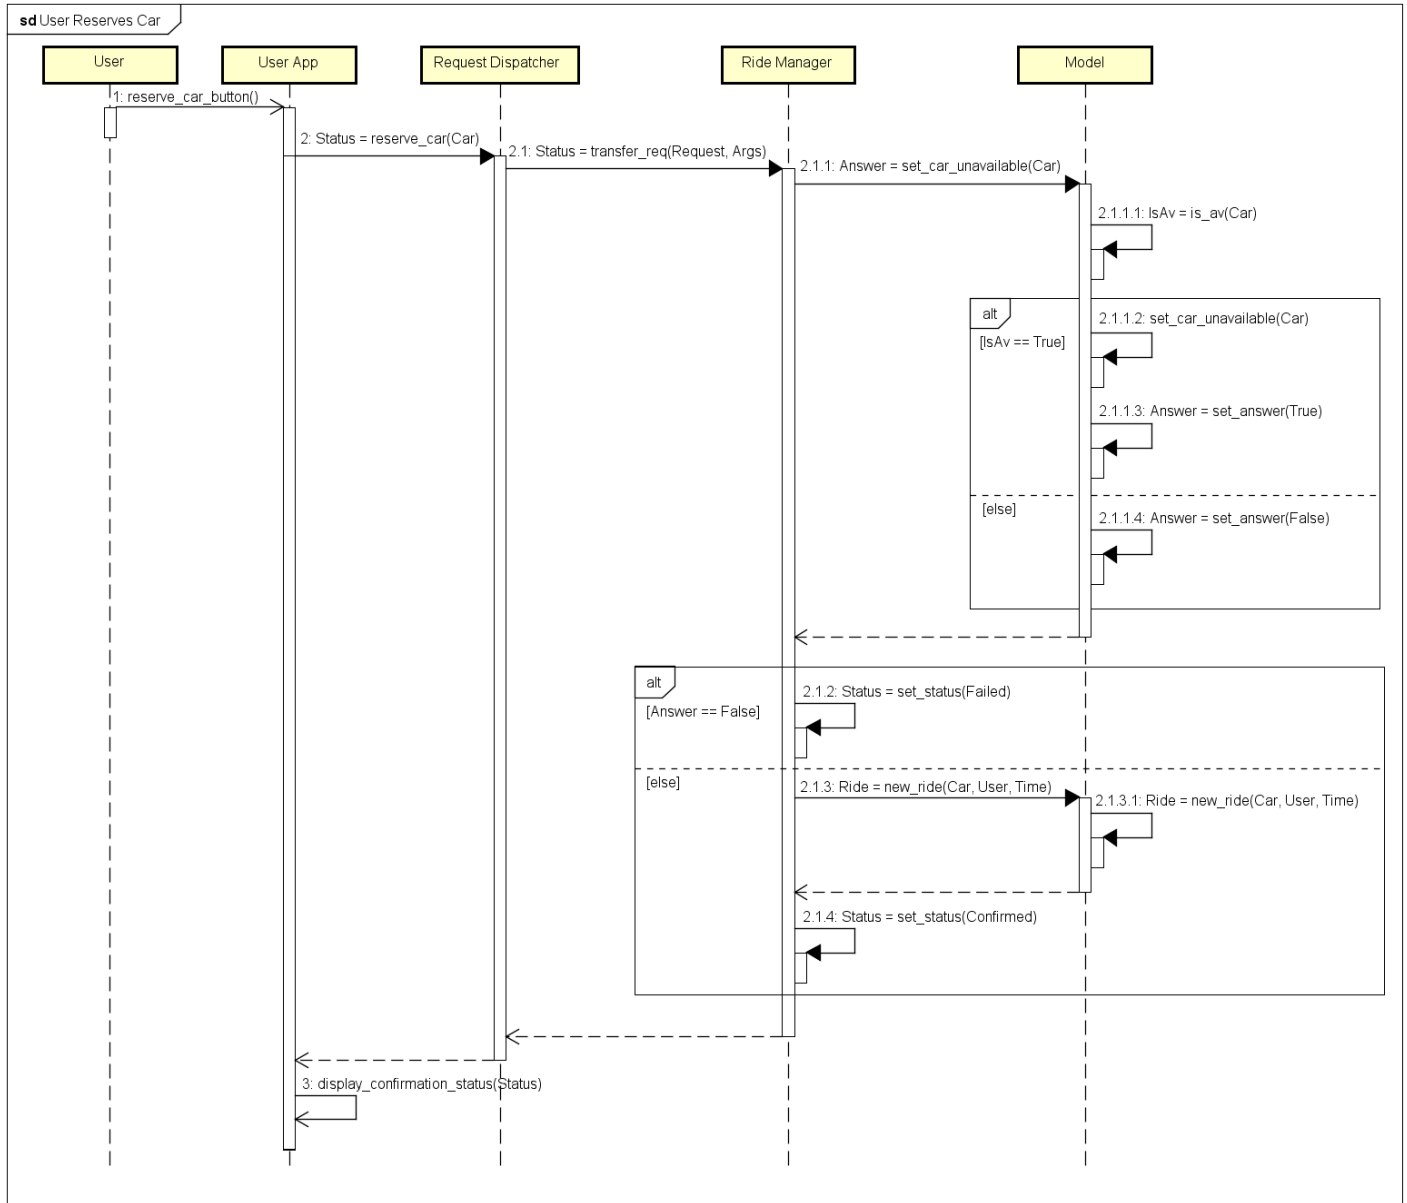 sd User Reserves Car
User
User App
Request Dispatcher
Ride Manager
Model
1: reserve_car_button()
2: Status = reserve_car(Car)
2.1: Status = transfer_req(Request, Args)
2.1.1: Answer = set_car_unavailable(Car)
2.1.1.1: IsAv = is_av(Car)
alt
[IsAv == True]
2.1.1.2: set_car_unavailable(Car)
2.1.1.3: Answer = set_answer(True)
[else]
2.1.1.4: Answer = set_answer(False)
alt
[Answer == False]
2.1.2: Status = set_status(Failed)
[else]
2.1.3: Ride = new_ride(Car, User, Time)
2.1.3.1: Ride = new_ride(Car, User, Time)
2.1.4: Status = set_status(Confirmed)
3: display_confirmation_status(Status)